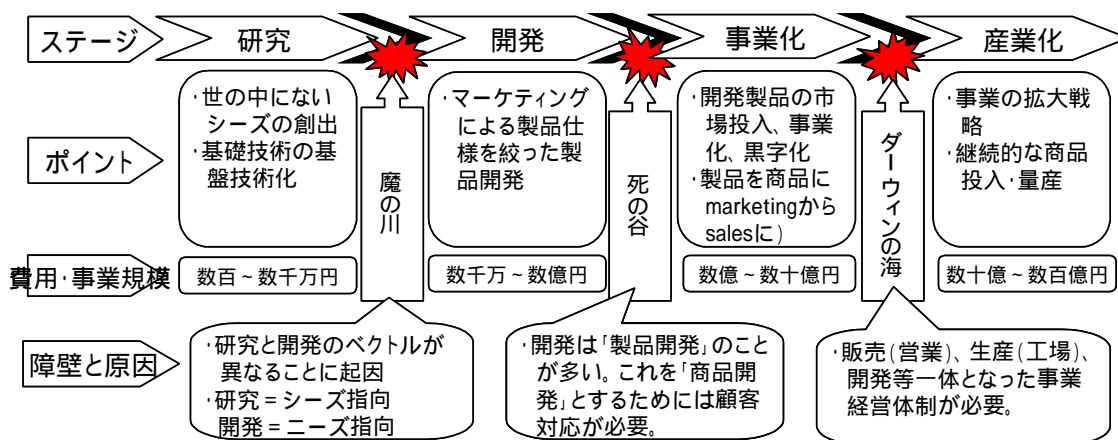 ステージ
研究
開発
事業化
産業化
ポイント
・世の中にない
シーズの創出
・基礎技術の基
盤技術化
魔の川
・マーケティング
による製品仕
様を絞った製
品開発
死の谷
・開発製品の市
場投入、事業
化、黒字化
・製品を商品に
marketingから
salesに)
ダーウィンの海
・事業の拡大戦
略
・継続的な商品
投入・量産
費用・事業規模
数百~数千万円
数千万~数億円
数億~数十億円
数十億~数百億円
障壁と原因
・研究と開発のベクトルが
異なることに起因
・研究=シーズ指向
開発=ニーズ指向
・開発は「製品開発」のこと
が多い。これを「商品開
発」とするためには顧客
対応が必要。
・販売(営業)、生産(工場)、
開発等一体となった事業
経営体制が必要。